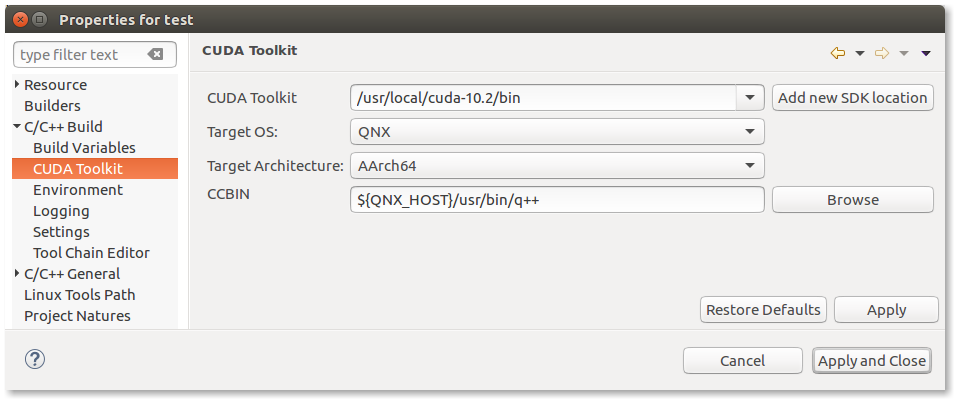 Properties for test
type filter text
CUDA Toolkit
Resource
Builders
C/C++ Build
Build Variables
CUDA Toolkit
Environment
Logging
Settings
Tool Chain Editor
C/C++ General
Linux Tools Path
Project Natures
CUDA Toolkit /usr/local/cuda-10.2/bin Add new SDK location
Target OS: QNX
Target Architecture: AArch64
CCBIN ${QNX_HOST}/usr/bin/q++ Browse
Restore Defaults Apply
? Cancel Apply and Close